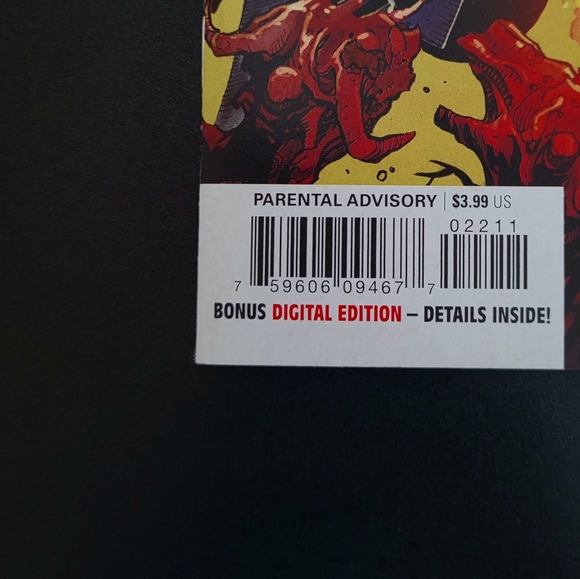 PARENTAL ADVISORY | $3.99 US
02211
7 59606 09467 7
BONUS DIGITAL EDITION – DETAILS INSIDE!